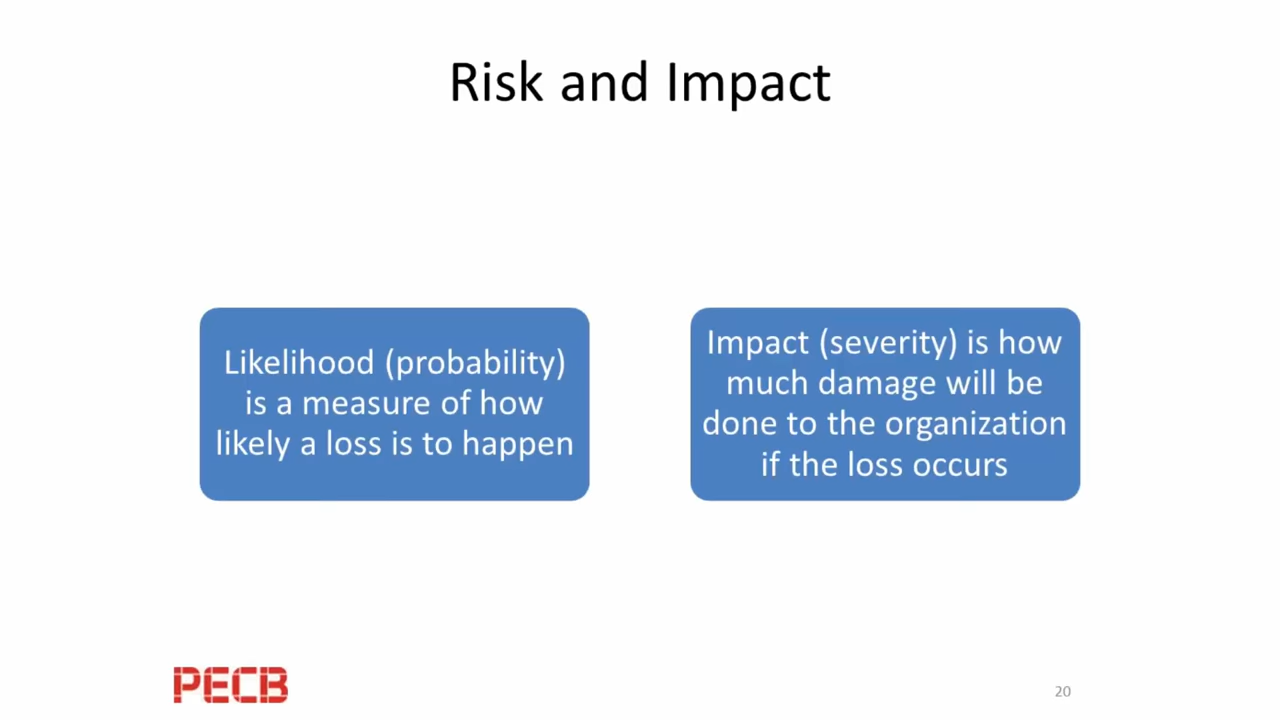 Risk and Impact
Likelihood (probability)
is a measure of how
likely a loss is to happen
Impact (severity) is how
much damage will be
done to the organization
if the loss occurs
PECB
20